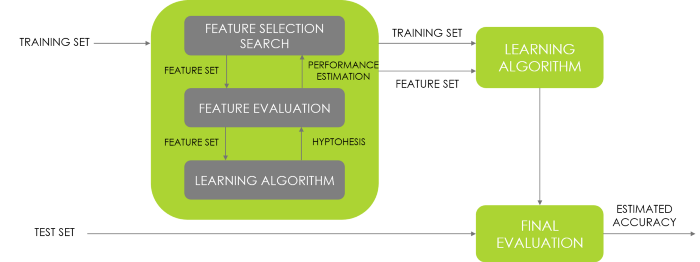 TRAINING SET
FEATURE SELECTION
SEARCH
FEATURE SET
PERFORMANCE
ESTIMATION
FEATURE EVALUATION
FEATURE SET
HYPTOHESIS
LEARNING ALGORITHM
TRAINING SET
FEATURE SET
LEARNING
ALGORITHM
TEST SET
FINAL
EVALUATION
ESTIMATED
ACCURACY